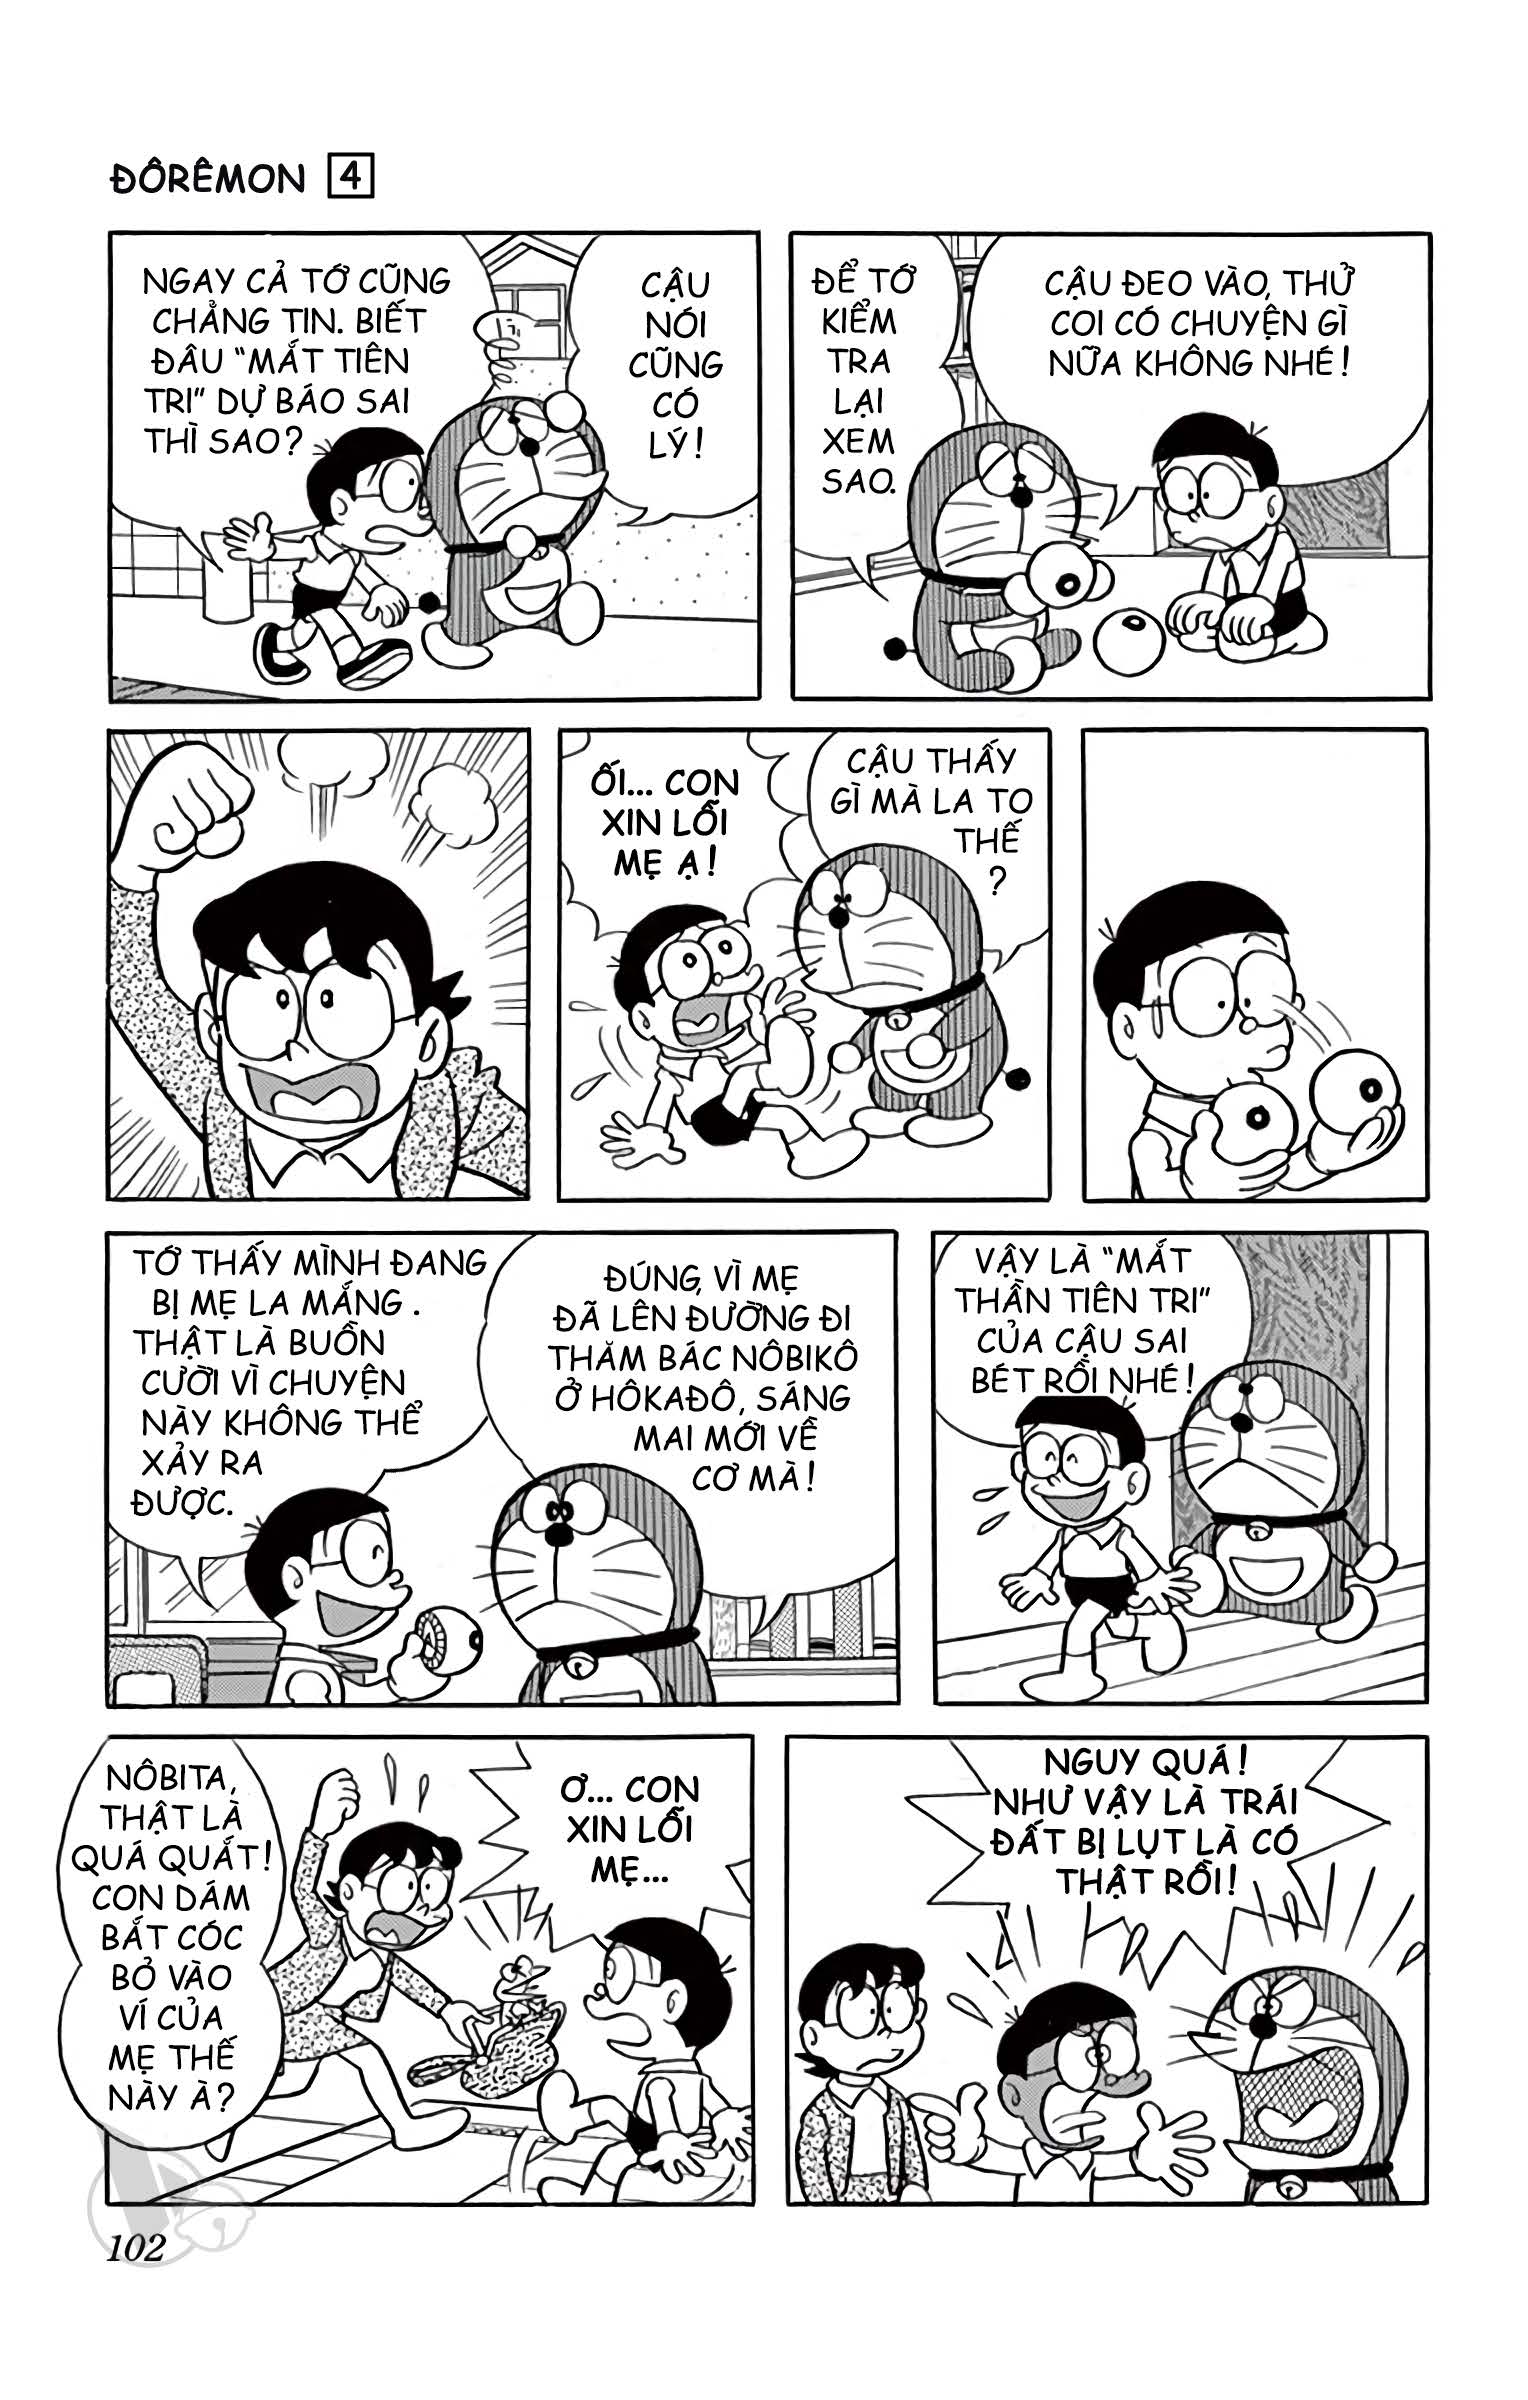 ĐÔRÊMON 4
NGAY CẢ TỚ CŨNG
CHẲNG TIN. BIẾT
ĐÂU "MẮT TIÊN
TRI" DỰ BÁO SAI
THÌ SAO?
CẬU
NÓI
CŨNG
CÓ
LÝ!
ĐỂ TỚ
KIỂM
TRA
LẠI
XEM
SAO.
CẬU ĐEO VÀO, THỬ
COI CÓ CHUYỆN GÌ
NỮA KHÔNG NHÉ!
ỐI... CON
XIN LỖI
MẸ Ạ!
CẬU THẤY
GÌ MÀ LA TO
THẾ
?
TỚ THẤY MÌNH ĐANG
BỊ MẸ LA MẮNG.
THẬT LÀ BUỒN
CƯỜI VÌ CHUYỆN
NÀY KHÔNG THỂ
XẢY RA
ĐƯỢC.
ĐÚNG, VÌ MẸ
ĐÃ LÊN ĐƯỜNG ĐI
THĂM BÁC NÔBIKÔ
Ở HÔKAĐÔ, SÁNG
MAI MỚI VỀ
CƠ MÀ!
VẬY LÀ "MẮT
THẦN TIÊN TRI"
CỦA CẬU SAI
BÉT RỒI NHÉ!
NÔBITA,
THẬT LÀ
QUÁ QUẮT!
CON DÁM
BẮT CÓC
BỎ VÀO
VÍ CỦA
MẸ THẾ
NÀY À?
Ơ... CON
XIN LỖI
MẸ...
NGUY QUÁ!
NHƯ VẬY LÀ TRÁI
ĐẤT BỊ LỤT LÀ CÓ
THẬT RỒI!
102